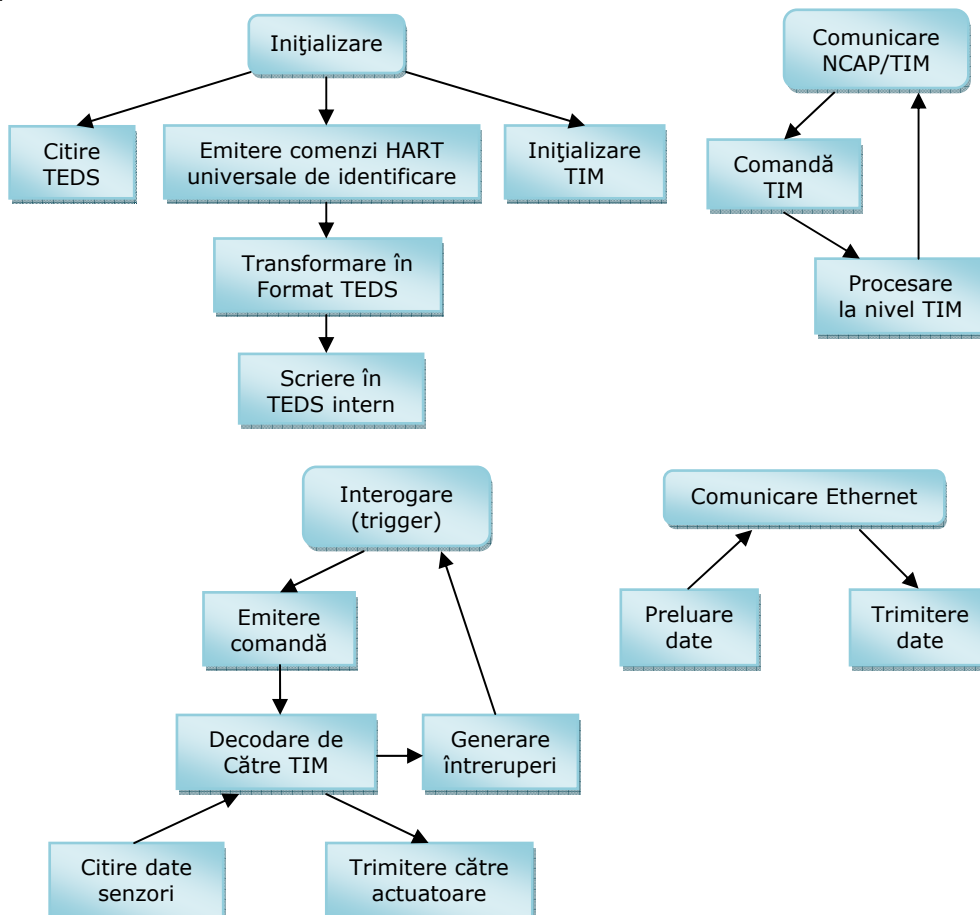 Iniţializare
Comunicare
NCAP/TIM
Citire
TEDS
Emitere comenzi HART
universale de identificare
Iniţializare
TIM
Comandă
TIM
Transformare în
Format TEDS
Procesare
la nivel TIM
Scriere în
TEDS intern
Interogare
(trigger)
Comunicare Ethernet
Emitere
comandă
Preluare
date
Trimitere
date
Decodare de
Către TIM
Generare
întreruperi
Citire date
senzori
Trimitere către
actuatoare